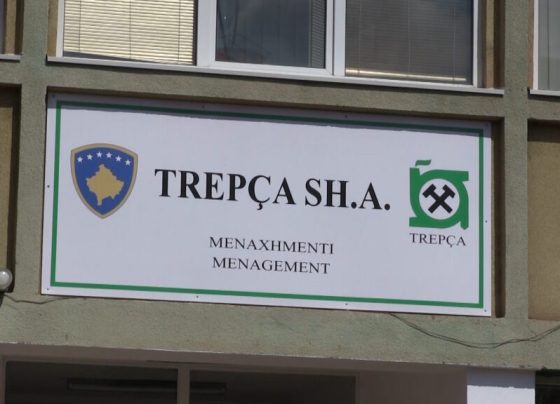 TREPÇA SH.A.
TREPÇA
MENAXHMENTI
MENAGEMENT